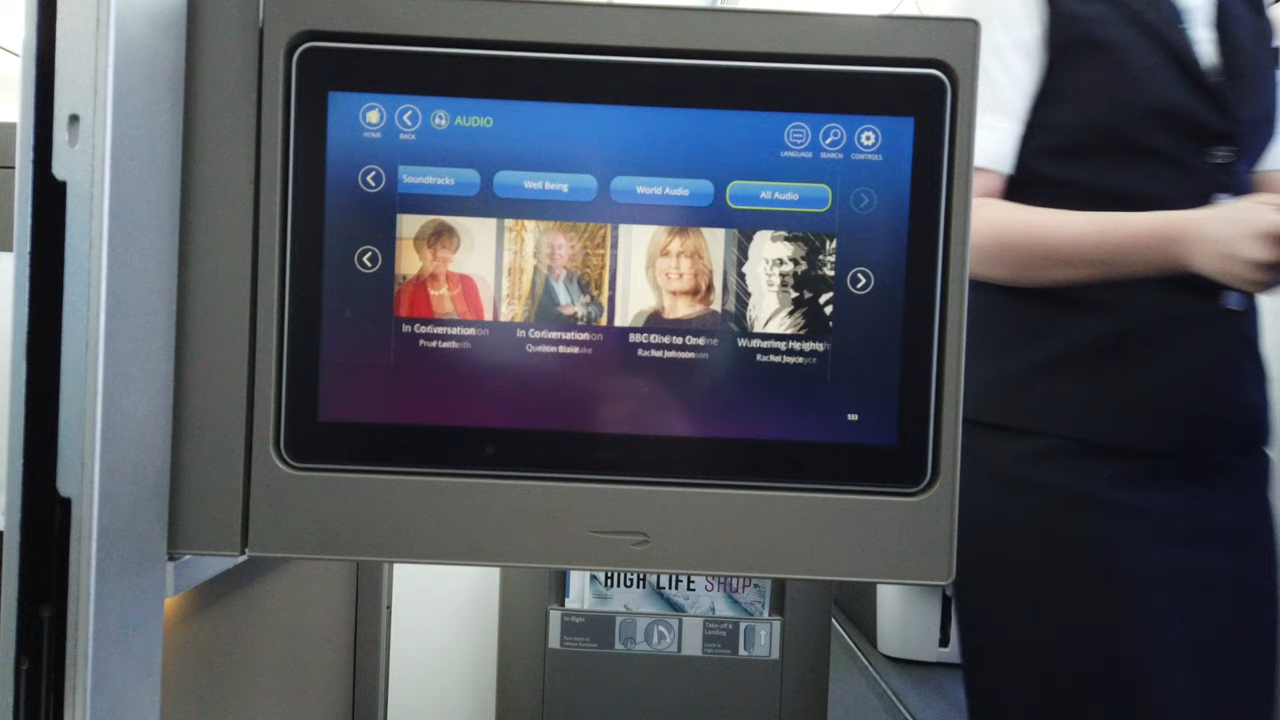 HOME
BACK
AUDIO
LANGUAGE
SEARCH
CONTROLS
Soundtracks
Well Being
World Audio
All Audio
In Conversation
Prue Leith
In Conversation
Quentin Blake
BBC One to One
Rachel Johnson
Wuthering Heights
Rachel Joyce
533
HIGH LIFE SHOP
In-flight
Take-off &
Landing